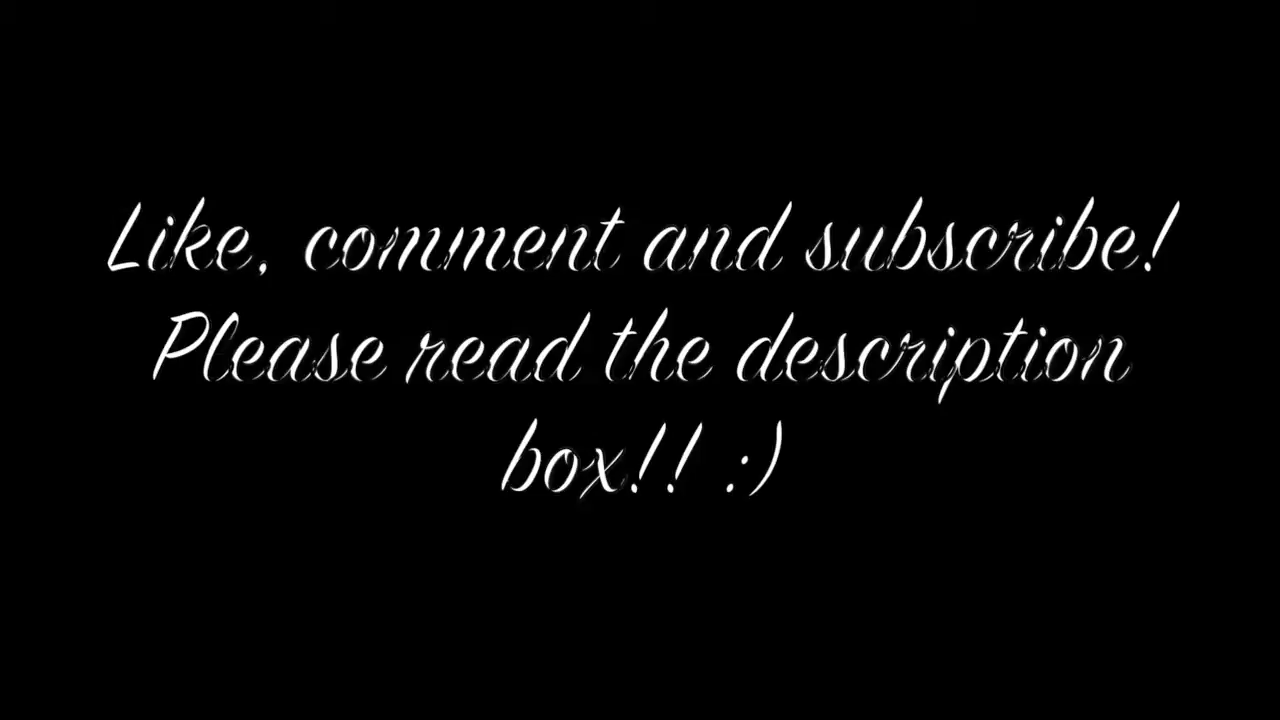 Like, comment and subscribe!
Please read the description
box!! :)